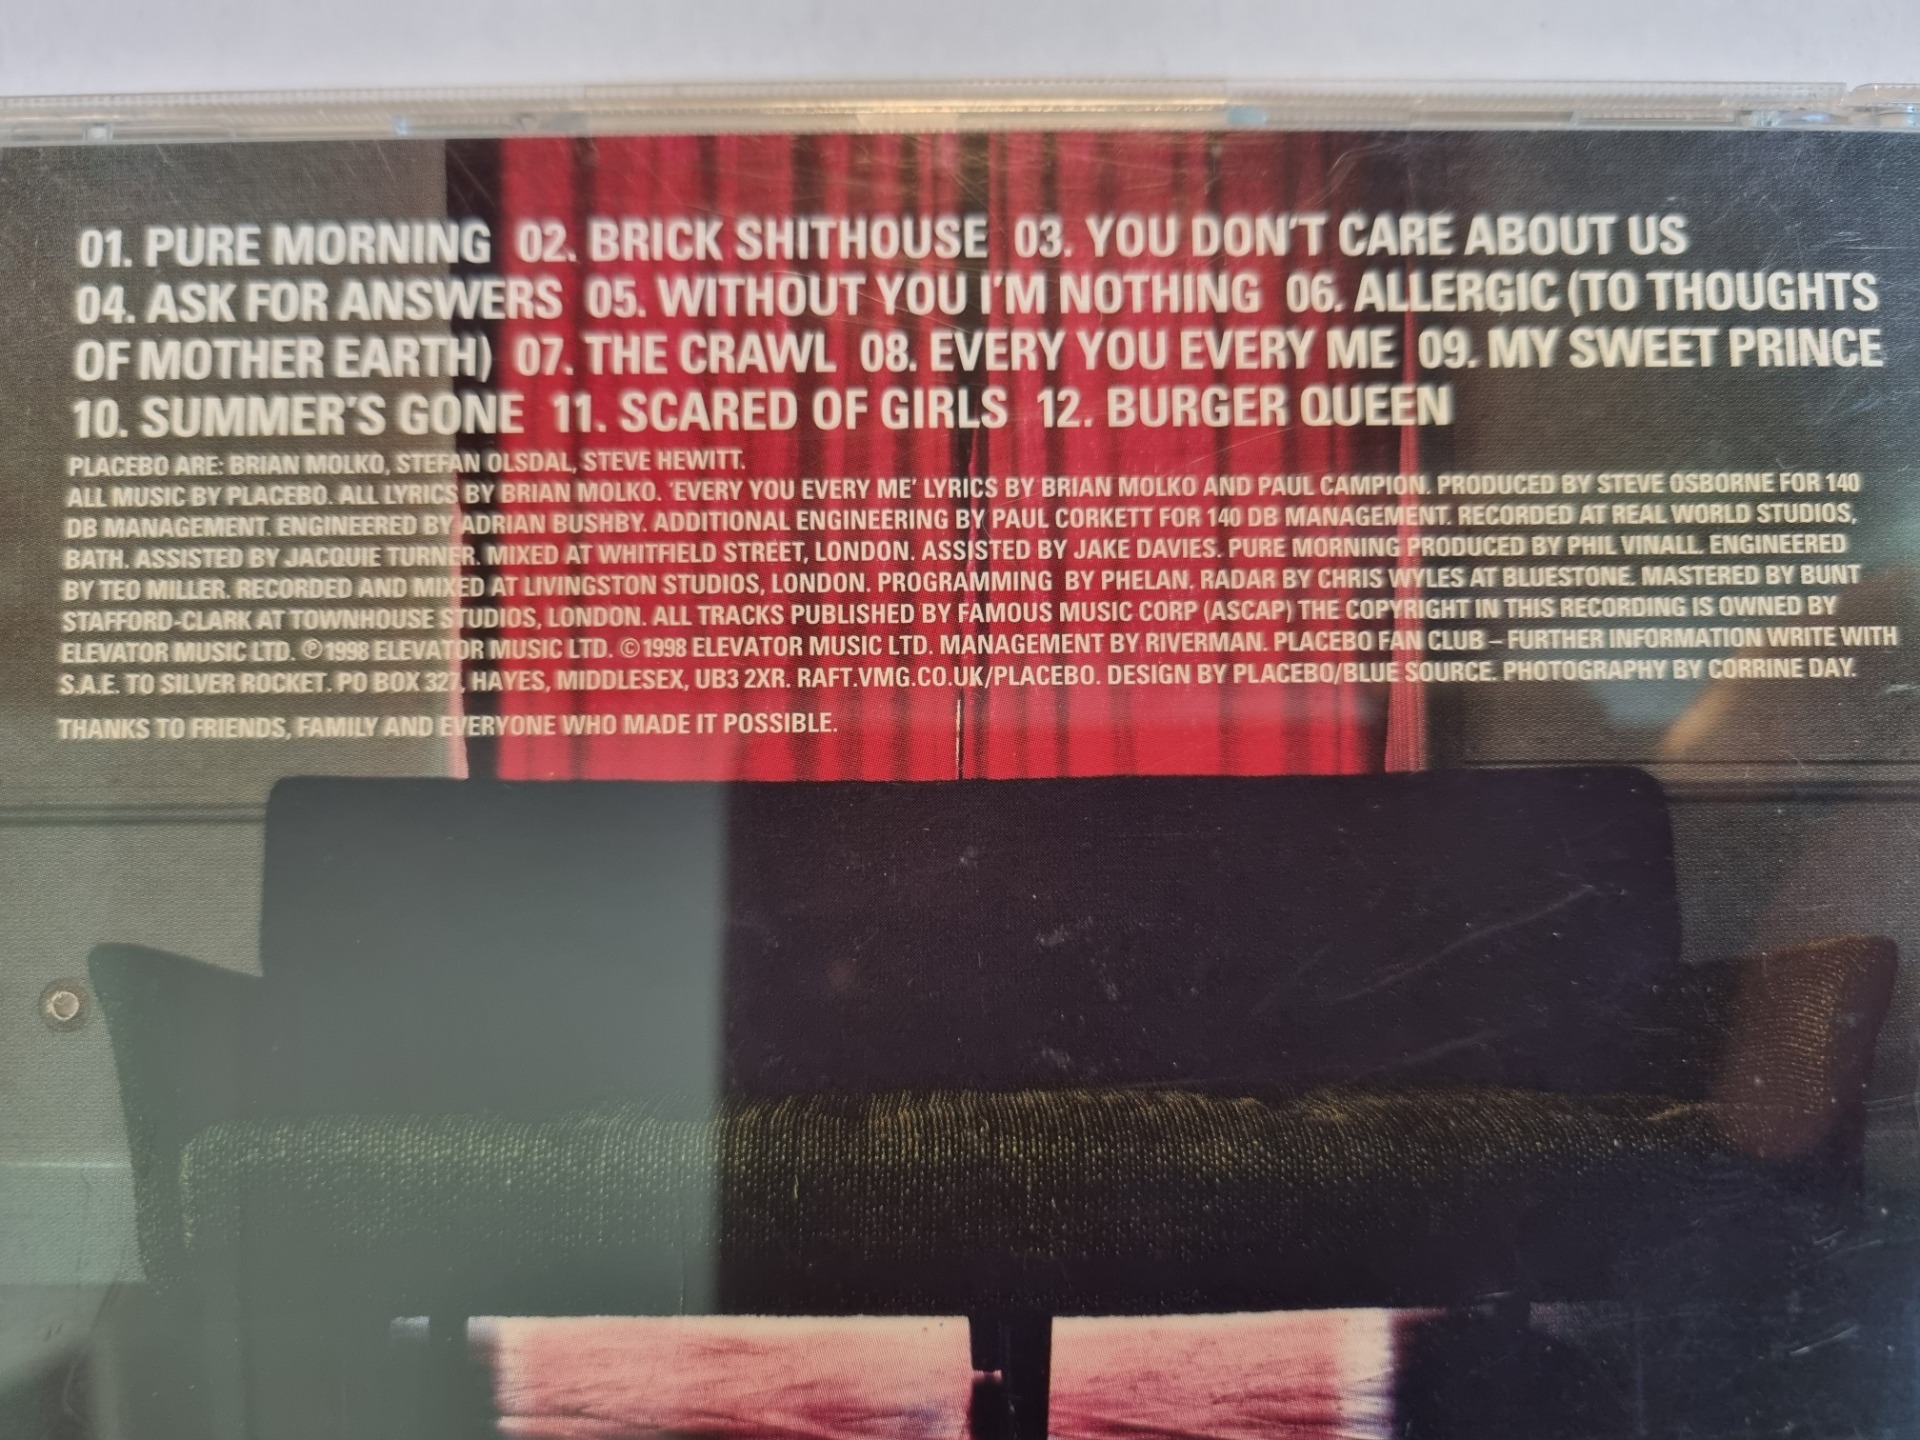 01. PURE MORNING 02. BRICK SHITHOUSE 03. YOU DON'T CARE ABOUT US
04. ASK FOR ANSWERS 05. WITHOUT YOU I'M NOTHING 06. ALLERGIC (TO THOUGHTS
OF MOTHER EARTH) 07. THE CRAWL 08. EVERY YOU EVERY ME 09. MY SWEET PRINCE
10. SUMMER'S GONE 11. SCARED OF GIRLS 12. BURGER QUEEN
PLACEBO ARE: BRIAN MOLKO, STEFAN OLSDAL, STEVE HEWITT.
ALL MUSIC BY PLACEBO. ALL LYRICS BY BRIAN MOLKO. 'EVERY YOU EVERY ME' LYRICS BY BRIAN MOLKO AND PAUL CAMPION. PRODUCED BY STEVE OSBORNE FOR 140
DB MANAGEMENT. ENGINEERED BY ADRIAN BUSHBY. ADDITIONAL ENGINEERING BY PAUL CORKETT FOR 140 DB MANAGEMENT. RECORDED AT REAL WORLD STUDIOS,
BATH. ASSISTED BY JACQUIE TURNER. MIXED AT WHITFIELD STREET, LONDON. ASSISTED BY JAKE DAVIES. PURE MORNING PRODUCED BY PHIL VINALL. ENGINEERED
BY TEO MILLER. RECORDED AND MIXED AT LIVINGSTON STUDIOS, LONDON. PROGRAMMING BY PHELAN. RADAR BY CHRIS WYLES AT BLUESTONE. MASTERED BY BUNT
STAFFORD-CLARK AT TOWNHOUSE STUDIOS, LONDON. ALL TRACKS PUBLISHED BY FAMOUS MUSIC CORP (ASCAP) THE COPYRIGHT IN THIS RECORDING IS OWNED BY
ELEVATOR MUSIC LTD. ℗1998 ELEVATOR MUSIC LTD. ©1998 ELEVATOR MUSIC LTD. MANAGEMENT BY RIVERMAN. PLACEBO FAN CLUB – FURTHER INFORMATION WRITE WITH
S.A.E. TO SILVER ROCKET. PO BOX 327, HAYES, MIDDLESEX, UB3 2XR. RAFT.VMG.CO.UK/PLACEBO. DESIGN BY PLACEBO/BLUE SOURCE. PHOTOGRAPHY BY CORRINE DAY.
THANKS TO FRIENDS, FAMILY AND EVERYONE WHO MADE IT POSSIBLE.